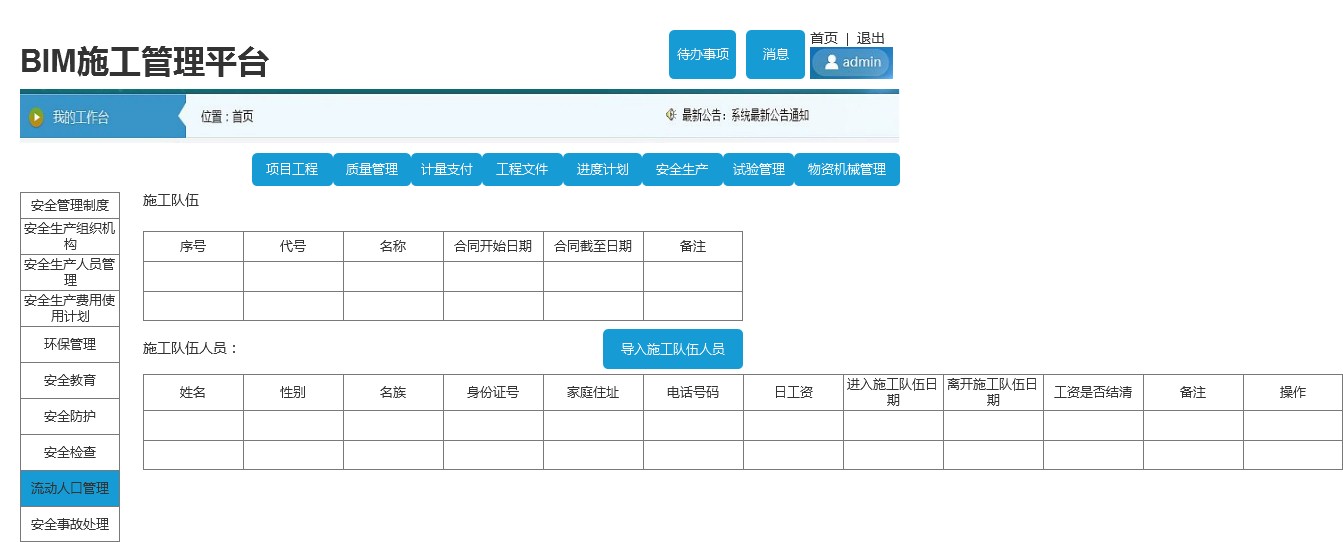 首页 | 退出
BIM施工管理平台
待办事项
消息
admin
我的工作台
位置：首页
最新公告：系统最新公告通知
项目工程
质量管理
计量支付
工程文件
进度计划
安全生产
试验管理
物资机械管理
安全管理制度
安全生产组织机
构
安全生产人员管
理
安全生产费用使
用计划
环保管理
安全教育
安全防护
安全检查
流动人口管理
安全事故处理
施工队伍
序号
代号
名称
合同开始日期
合同截至日期
备注
施工队伍人员：
导入施工队伍人员
姓名
性别
名族
身份证号
家庭住址
电话号码
日工资
进入施工队伍日
期
离开施工队伍日
期
工资是否结清
备注
操作